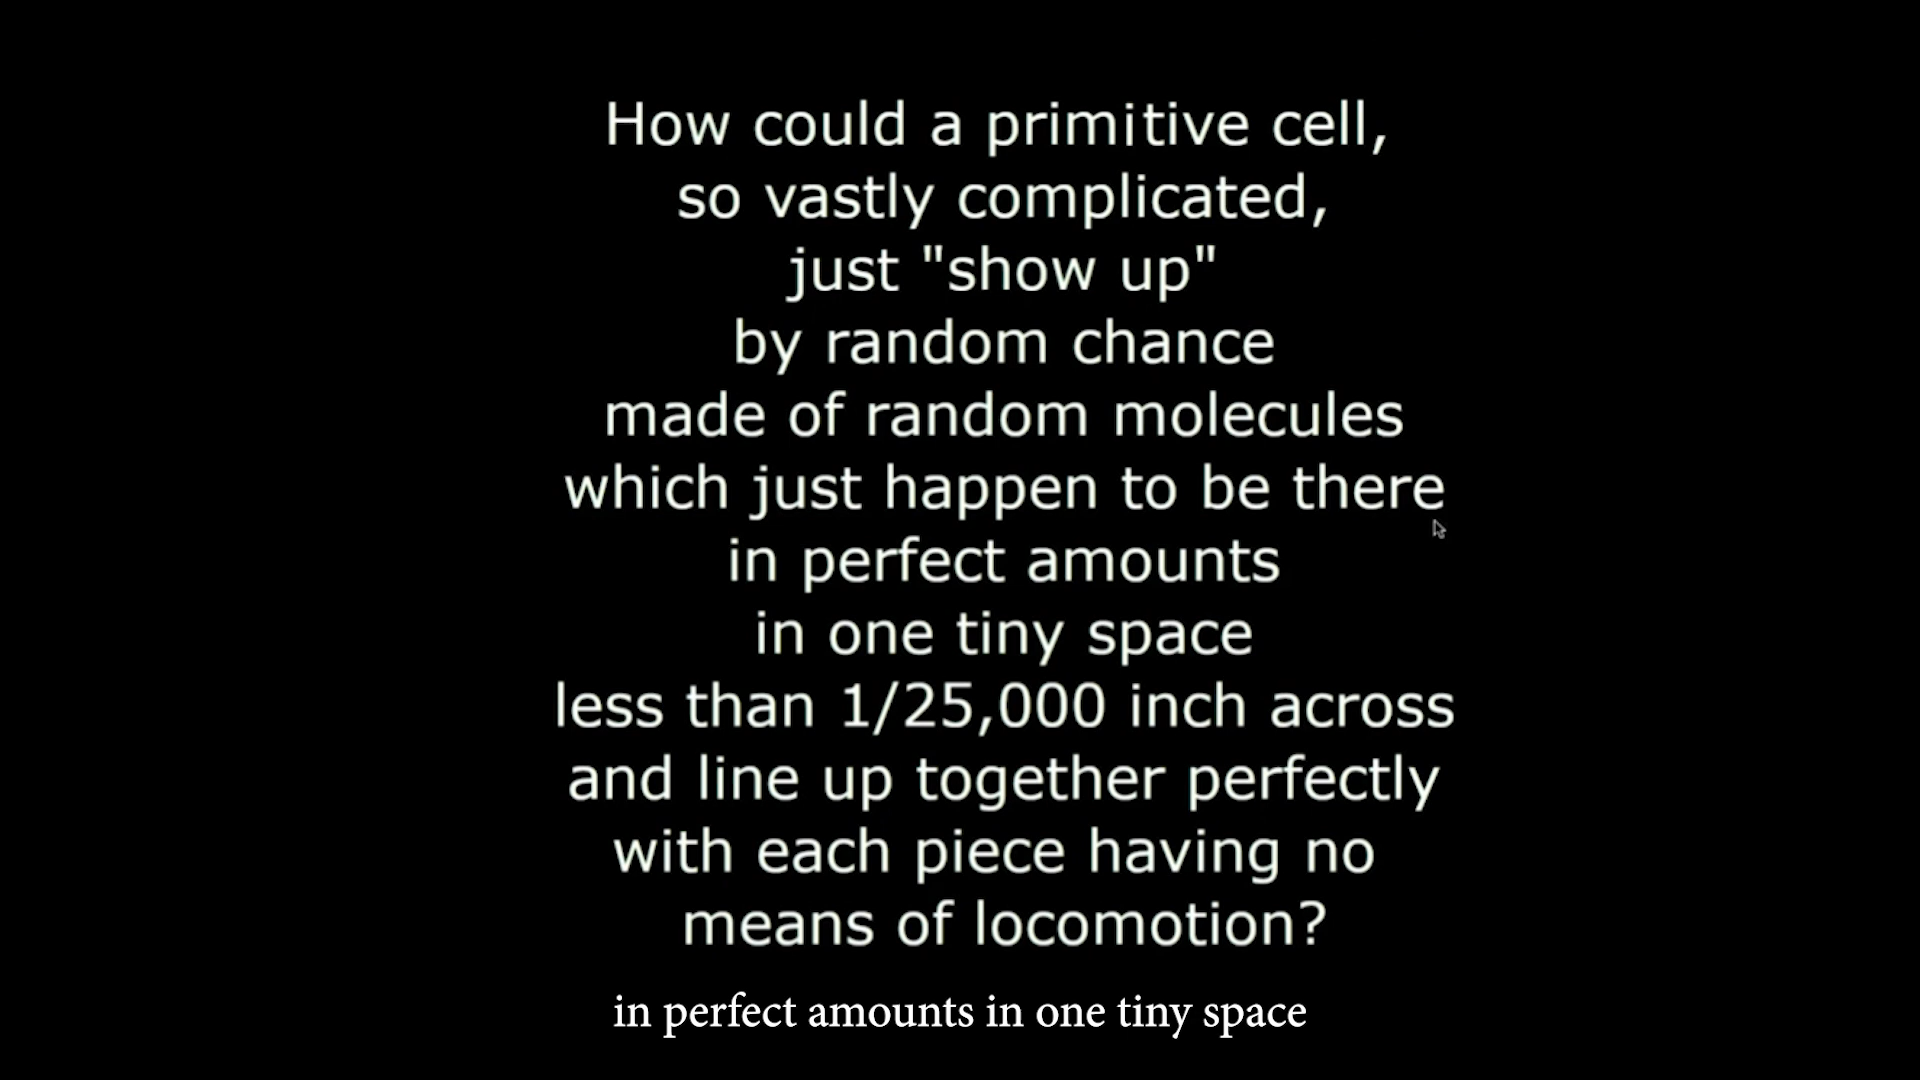 How could a primitive cell,
so vastly complicated,
just "show up"
by random chance
made of random molecules
which just happen to be there
in perfect amounts
in one tiny space
less than 1/25,000 inch across
and line up together perfectly
with each piece having no
means of locomotion?
in perfect amounts in one tiny space